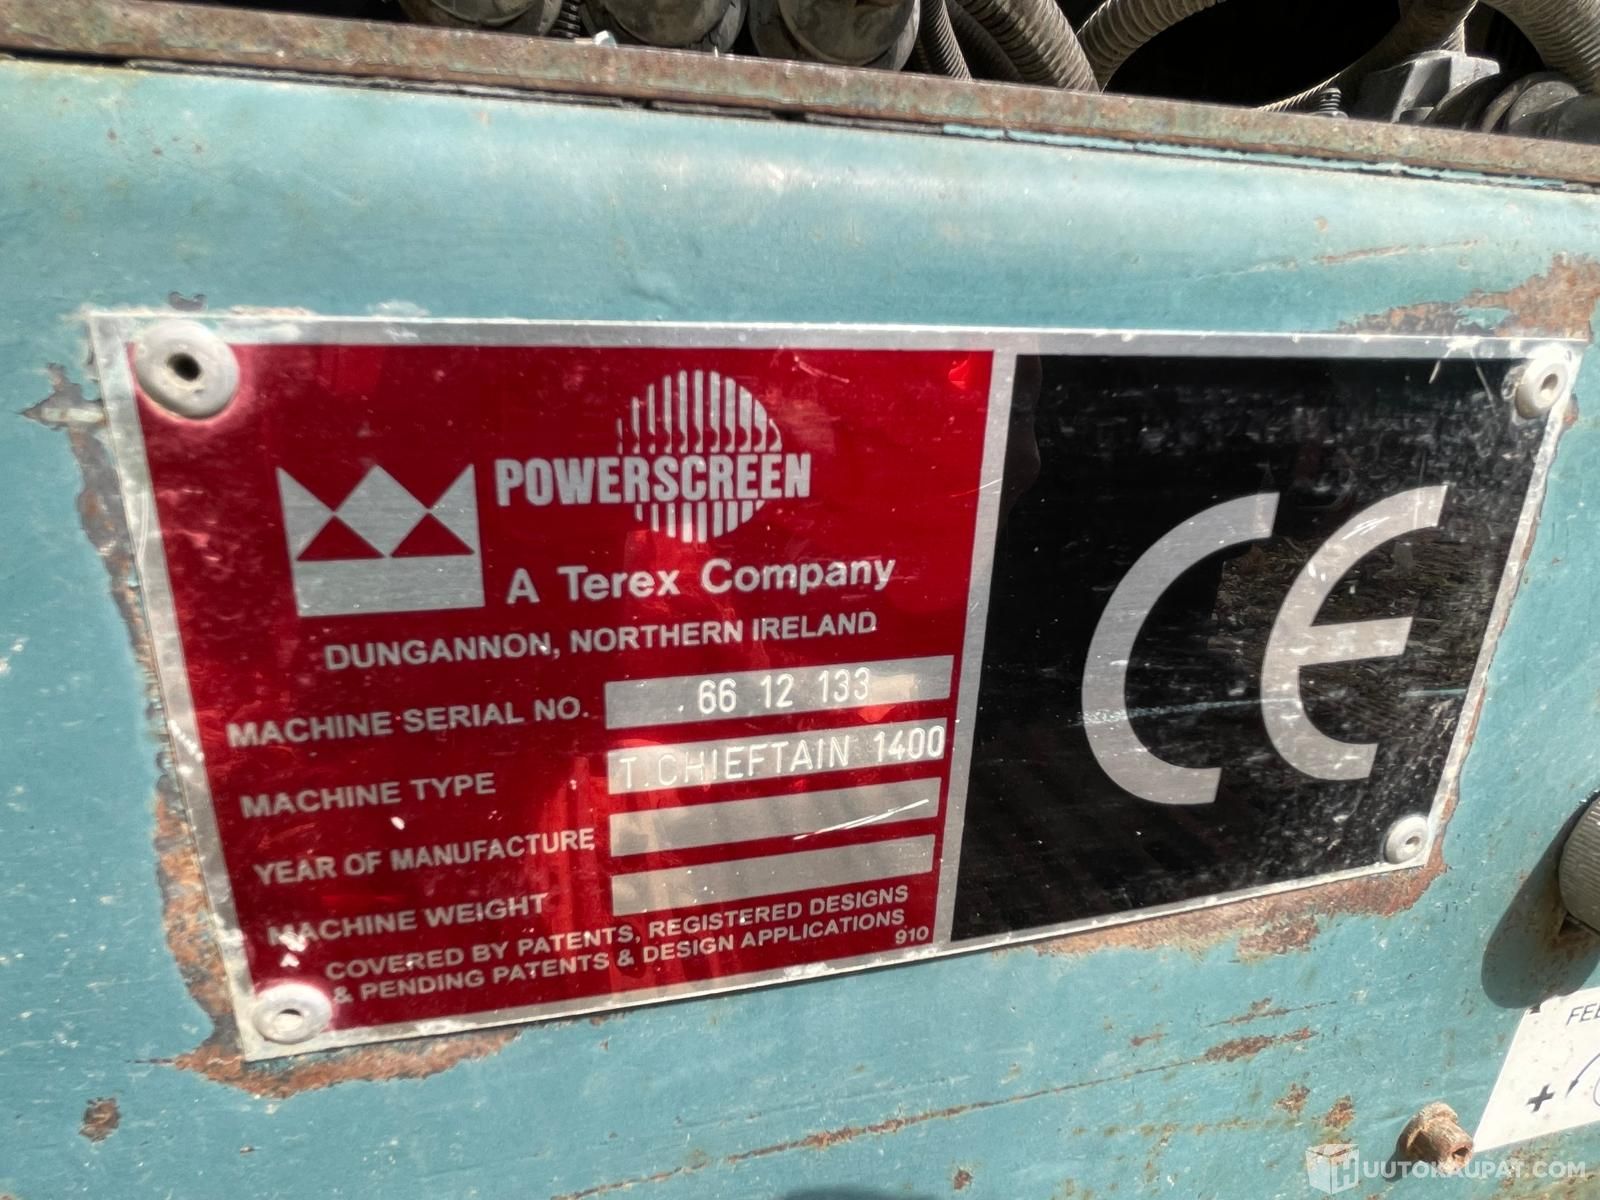 POWERSCREEN
A Terex Company
DUNGANNON, NORTHERN IRELAND
MACHINE SERIAL NO. 66 12 133
MACHINE TYPE T.CHIEFTAIN 1400
YEAR OF MANUFACTURE
MACHINE WEIGHT
COVERED BY PATENTS, REGISTERED DESIGNS
& PENDING PATENTS & DESIGN APPLICATIONS
910
CE
+
UUTOKAUPAT.COM